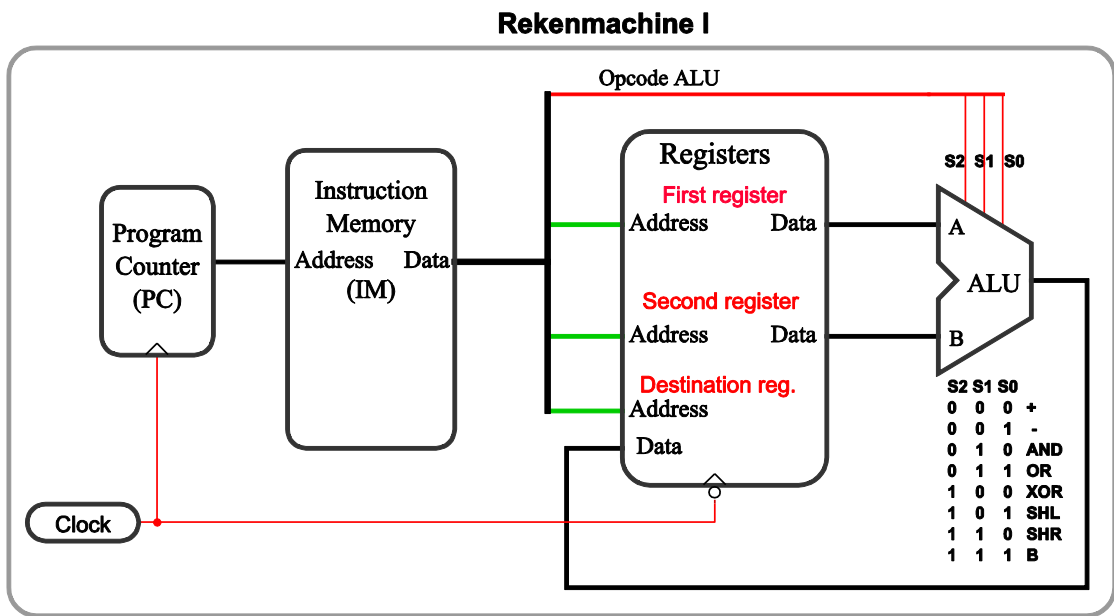 Rekenmachine I
Opcode ALU
Program
Counter
(PC)
Instruction
Memory
Address Data
(IM)
Registers
First register
Address Data
Second register
Address Data
Destination reg.
Address
Data
S2 S1 S0
A
ALU
B
S2 S1 S0
0 0 0 +
0 0 1 -
0 1 0 AND
0 1 1 OR
1 0 0 XOR
1 0 1 SHL
1 1 0 SHR
1 1 1 B
Clock